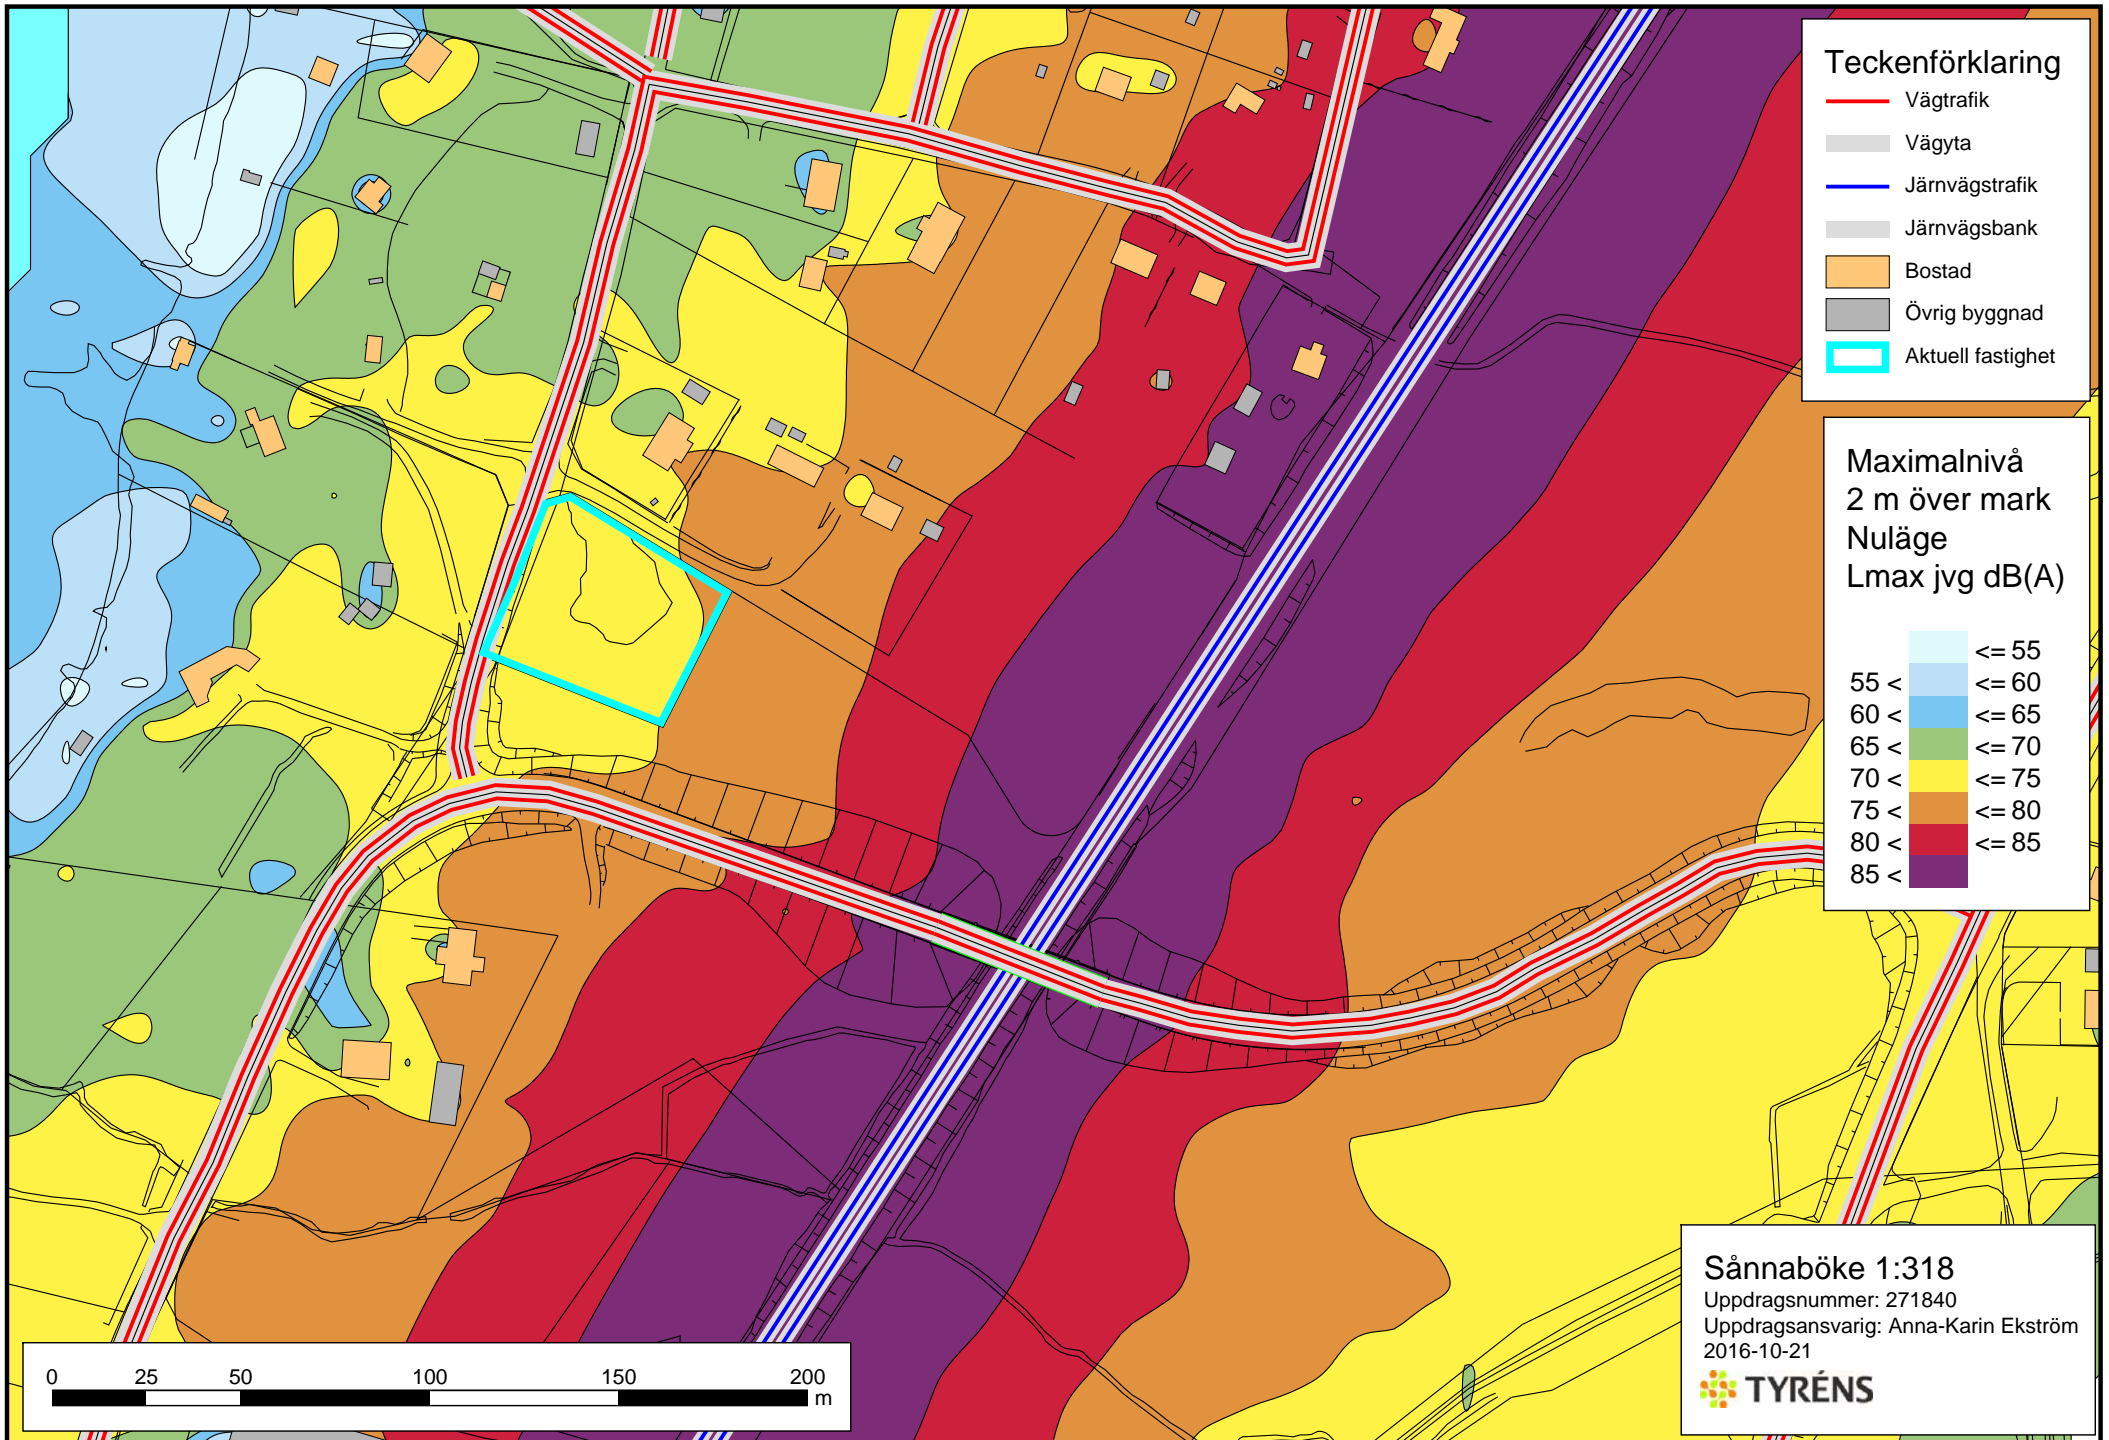 Teckenförklaring
Vägtrafik
Vägyta
Järnvägstrafik
Järnvägsbank
Bostad
Övrig byggnad
Aktuell fastighet
Maximalnivå
2 m över mark
Nuläge
Lmax jvg dB(A)
<= 55
55 < <= 60
60 < <= 65
65 < <= 70
70 < <= 75
75 < <= 80
80 < <= 85
85 <
Sånnaböke 1:318
Uppdragsnummer: 271840
Uppdragsansvarig: Anna-Karin Ekström
2016-10-21
TYRÉNS
0 25 50 100 150 200
m